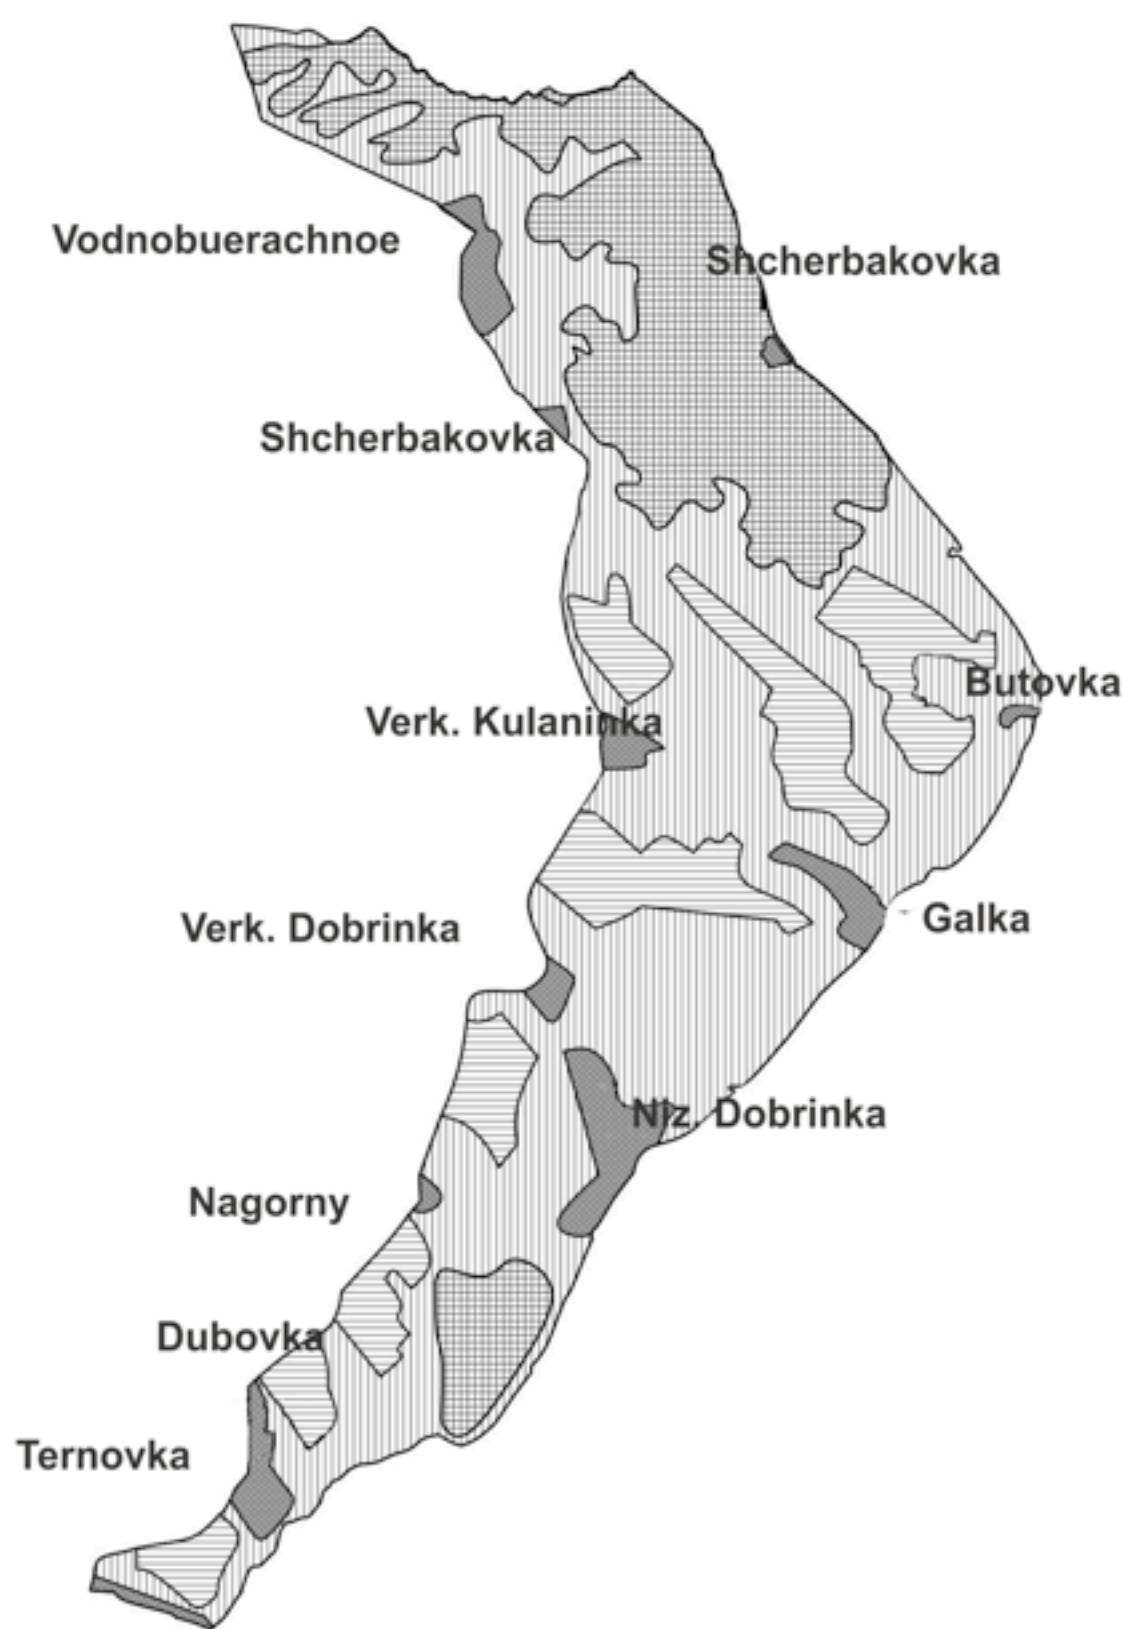 Vodnobuerachnoe
Shcherbakovka
Shcherbakovka
Butovka
Verk. Kulaninka
Galka
Verk. Dobrinka
Niz. Dobrinka
Nagorny
Dubovka
Ternovka